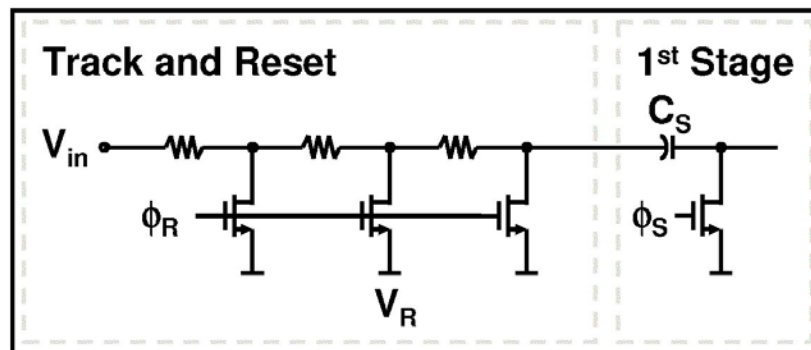 Track and Reset
1st Stage
CS
Vin
ϕR
ϕS
VR